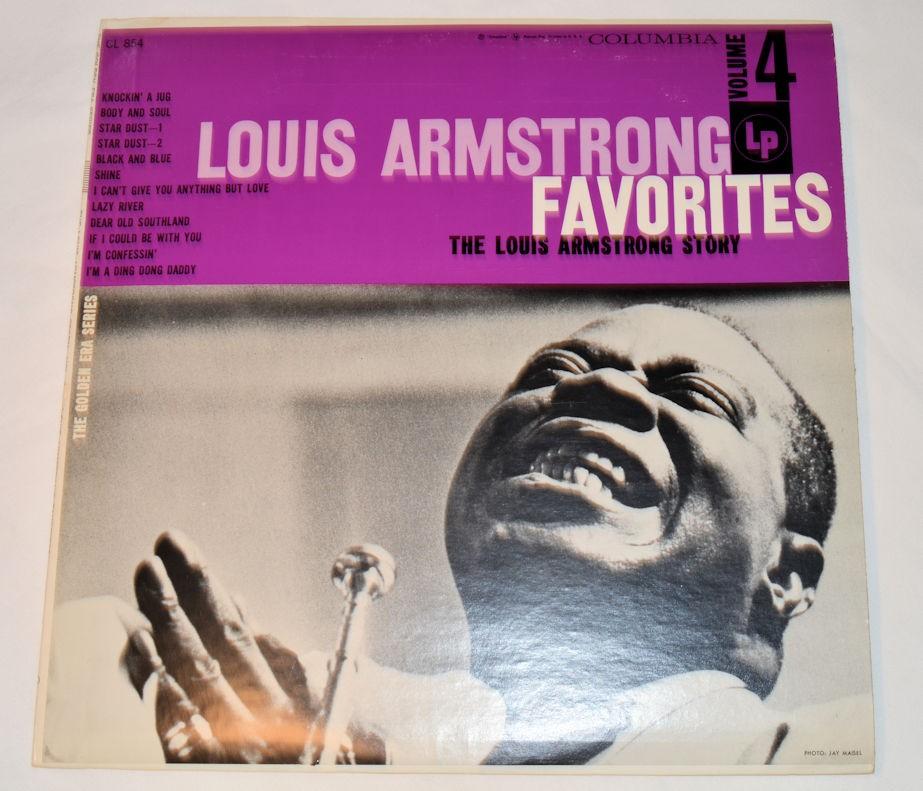 CL 854
COLUMBIA
VOLUME 4
LP
KNOCKIN' A JUG
BODY AND SOUL
STAR DUST—1
STAR DUST—2
BLACK AND BLUE
SHINE
I CAN'T GIVE YOU ANYTHING BUT LOVE
LAZY RIVER
DEAR OLD SOUTHLAND
IF I COULD BE WITH YOU
I'M CONFESSIN'
I'M A DING DONG DADDY
LOUIS ARMSTRONG
FAVORITES
THE LOUIS ARMSTRONG STORY
THE GOLDEN ERA SERIES
PHOTO: JAY MAISEL